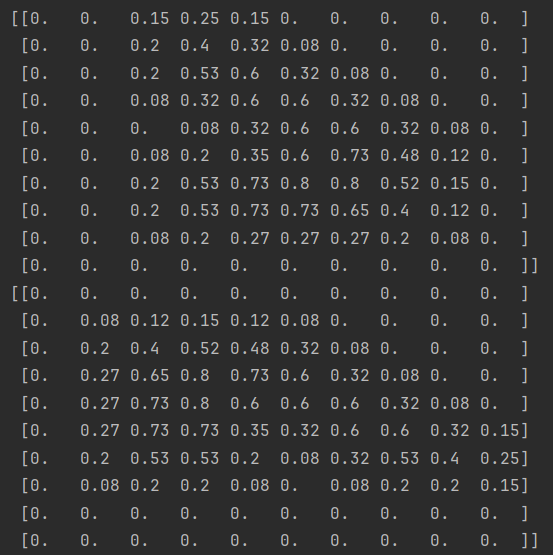 [[0.   0.   0.15 0.25 0.15 0.   0.   0.   0.   0.  ]
 [0.   0.   0.2  0.4  0.32 0.08 0.   0.   0.   0.  ]
 [0.   0.   0.2  0.53 0.6  0.32 0.08 0.   0.   0.  ]
 [0.   0.   0.08 0.32 0.6  0.6  0.32 0.08 0.   0.  ]
 [0.   0.   0.   0.08 0.32 0.6  0.6  0.32 0.08 0.  ]
 [0.   0.   0.08 0.2  0.35 0.6  0.73 0.48 0.12 0.  ]
 [0.   0.   0.2  0.53 0.73 0.8  0.8  0.52 0.15 0.  ]
 [0.   0.   0.2  0.53 0.73 0.73 0.65 0.4  0.12 0.  ]
 [0.   0.   0.08 0.2  0.27 0.27 0.27 0.2  0.08 0.  ]
 [0.   0.   0.   0.   0.   0.   0.   0.   0.   0.  ]]
[[0.   0.   0.   0.   0.   0.   0.   0.   0.   0.  ]
 [0.   0.08 0.12 0.15 0.12 0.08 0.   0.   0.   0.  ]
 [0.   0.2  0.4  0.52 0.48 0.32 0.08 0.   0.   0.  ]
 [0.   0.27 0.65 0.8  0.73 0.6  0.32 0.08 0.   0.  ]
 [0.   0.27 0.73 0.8  0.6  0.6  0.6  0.32 0.08 0.  ]
 [0.   0.27 0.73 0.73 0.35 0.32 0.6  0.6  0.32 0.15]
 [0.   0.2  0.53 0.53 0.2  0.08 0.32 0.53 0.4  0.25]
 [0.   0.08 0.2  0.2  0.08 0.   0.08 0.2  0.2  0.15]
 [0.   0.   0.   0.   0.   0.   0.   0.   0.   0.  ]
 [0.   0.   0.   0.   0.   0.   0.   0.   0.   0.  ]]